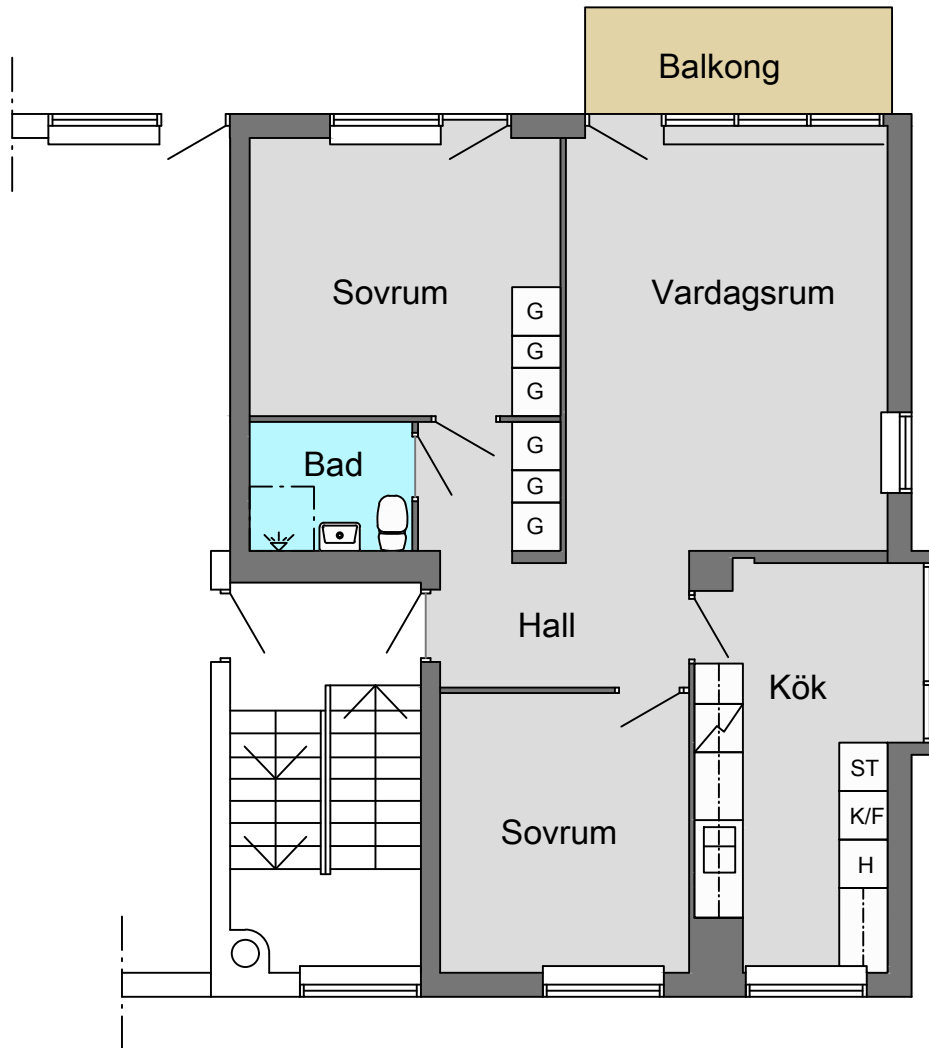 Balkong
Sovrum
Vardagsrum
G
G
G
Bad
G
G
G
Hall
Kök
ST
K/F
Sovrum
H